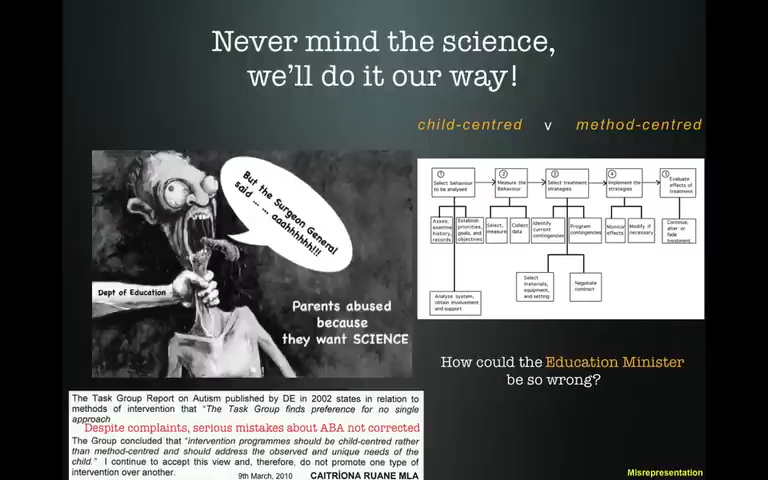 Never mind the science,
we'll do it our way!
child-centred v method-centred
But the Surgeon General
said ... ... aaahhhhhh!!!
Dept of Education
Parents abused
because
they want SCIENCE
1
Select behaviour
to be analysed
2
Measure the
Behaviour
3
Select treatment
strategies
4
Implement the
strategies
5
Evaluate
effects of
treatment
Asses,
examine
history,
records
Establish
priorities,
goals, and
objectives
Select,
measure
Collect
data
Identify
current
contingencies
Program
contingencies
Monitor
effects
Modify if
necessary
Continue,
alter or
fade
treatment
Select
materials,
equipment,
and setting
Negotiate
contract
Analyse system,
obtain involvement
and support
How could the Education Minister
be so wrong?
The Task Group Report on Autism published by DE in 2002 states in relation to
methods of intervention that "The Task Group finds preference for no single
approach
Despite complaints, serious mistakes about ABA not corrected
The Group concluded that "intervention programmes should be child-centred rather
than method-centred and should address the observed and unique needs of the
child." I continue to accept this view and, therefore, do not promote one type of
intervention over another.
9th March, 2010 CAITRÍONA RUANE MLA
Misrepresentation